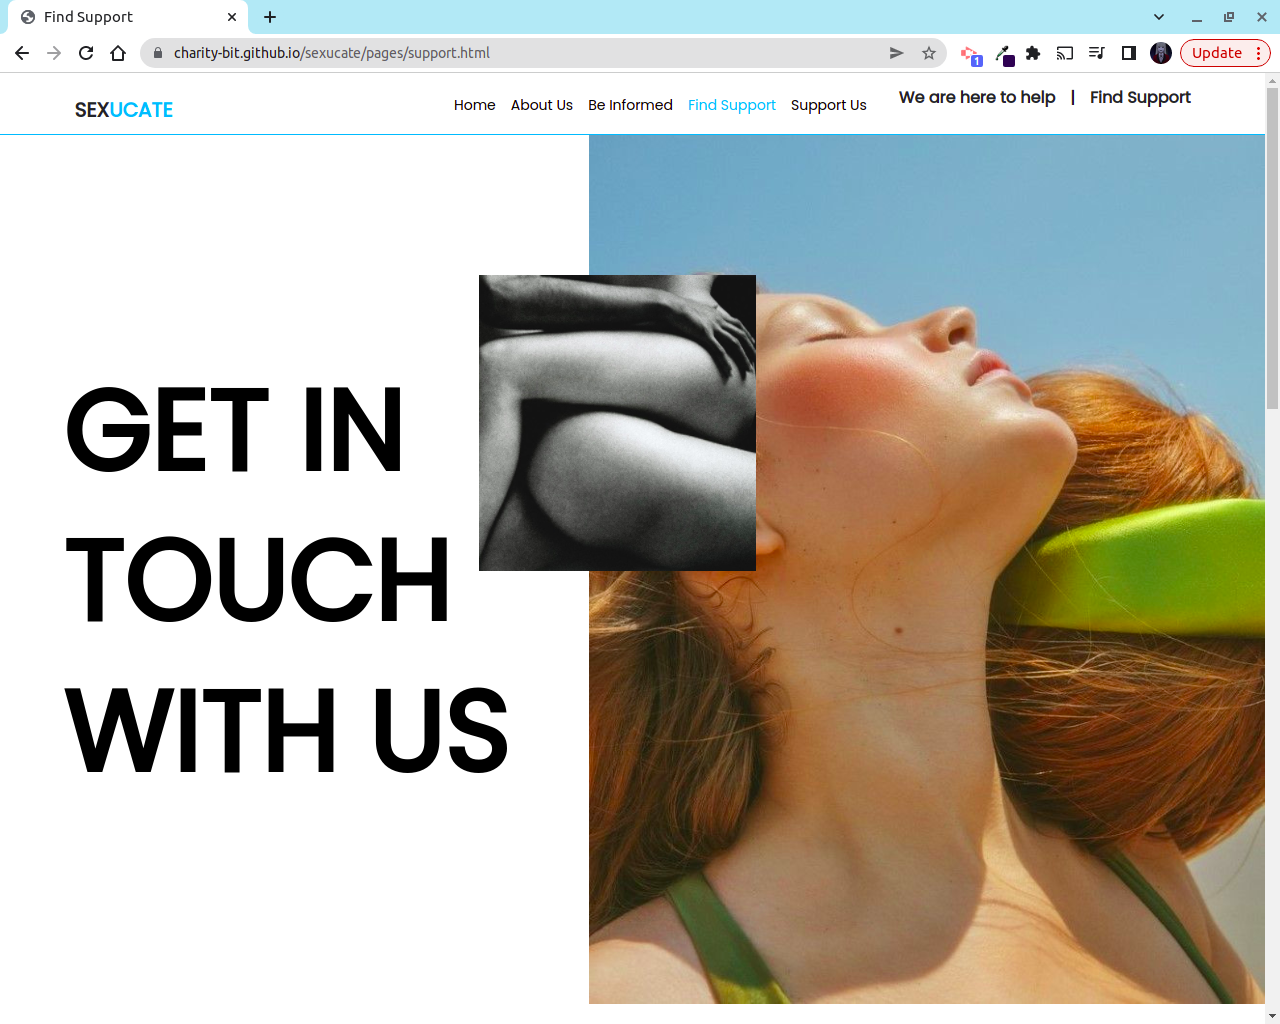 Find Support
charity-bit.github.io/sexucate/pages/support.html
1
Update
SEXUCATE
Home About Us Be Informed Find Support Support Us
We are here to help | Find Support
GET IN
TOUCH
WITH US